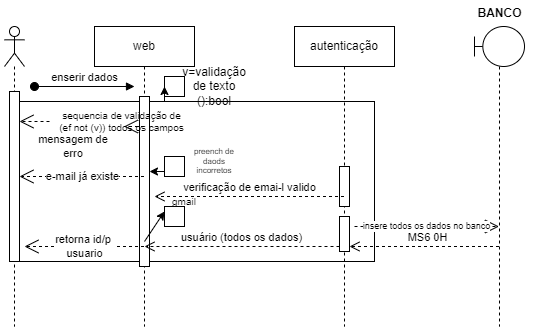 BANCO
web
autenticação
enserir dados
v=validação
de texto
():bool
sequencia de validação de
(ef not (v)) todos os campos
mensagem de
erro
preench de
daods
incorretos
e-mail já existe
verificação de emai-l valido
gmail
insere todos os dados no banco
usuário (todos os dados)
MS6 0H
retorna id/p
usuario